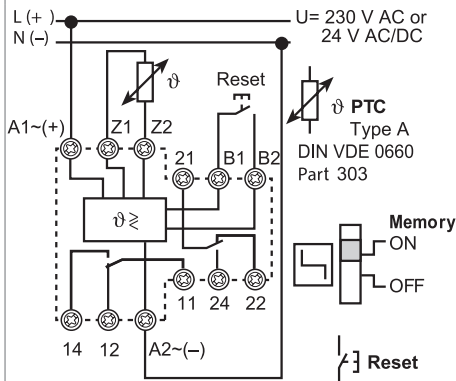 L (+) U= 230 V AC or
N (–) 24 V AC/DC
ϑ Reset
A1~(+) Z1 Z2 ϑ PTC
Type A
21 B1 B2 DIN VDE 0660
Part 303
ϑ ≷
Memory
ON
OFF
11 24 22
14 12 A2~(–)
Reset